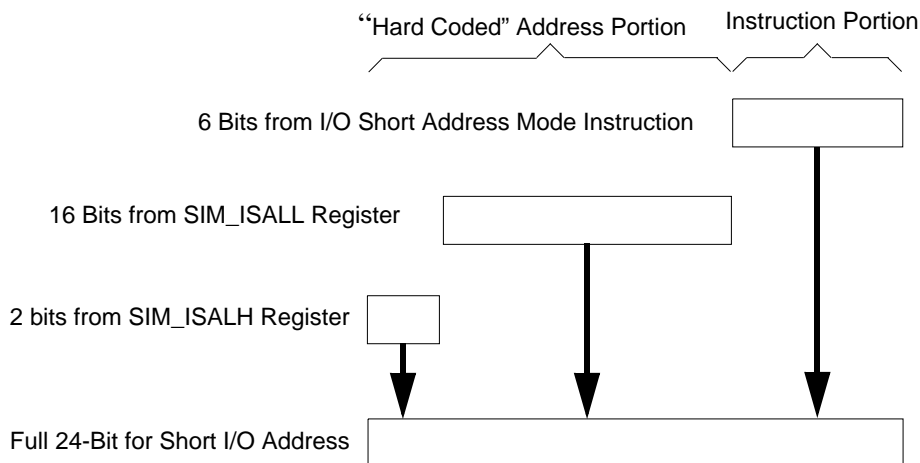 “Hard Coded” Address Portion
Instruction Portion
6 Bits from I/O Short Address Mode Instruction
16 Bits from SIM_ISALL Register
2 bits from SIM_ISALH Register
Full 24-Bit for Short I/O Address